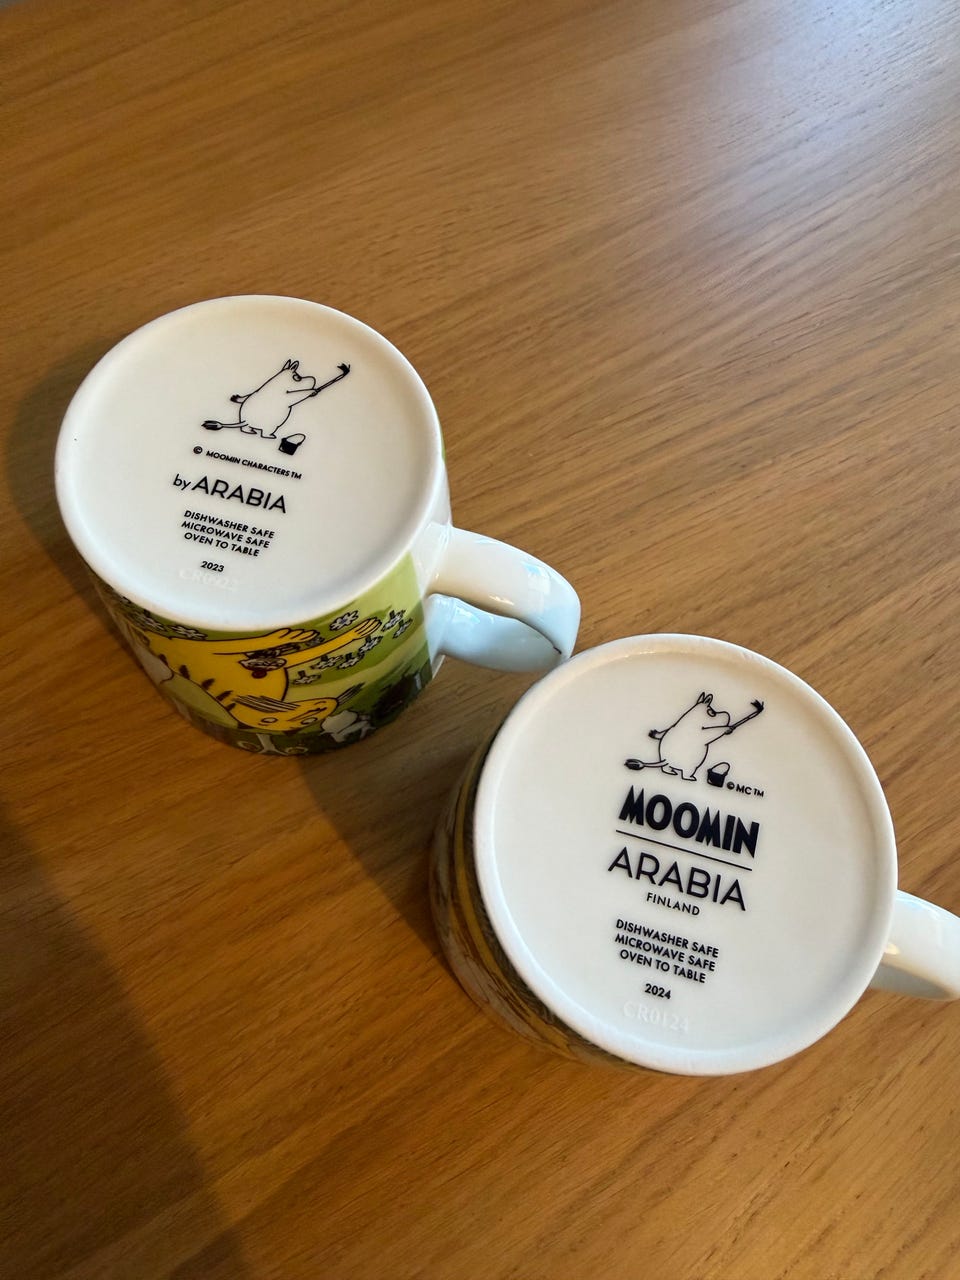 © MOOMIN CHARACTERS™
by ARABIA
DISHWASHER SAFE
MICROWAVE SAFE
OVEN TO TABLE
2023
© MC™
MOOMIN
ARABIA
FINLAND
DISHWASHER SAFE
MICROWAVE SAFE
OVEN TO TABLE
2024
CR0124